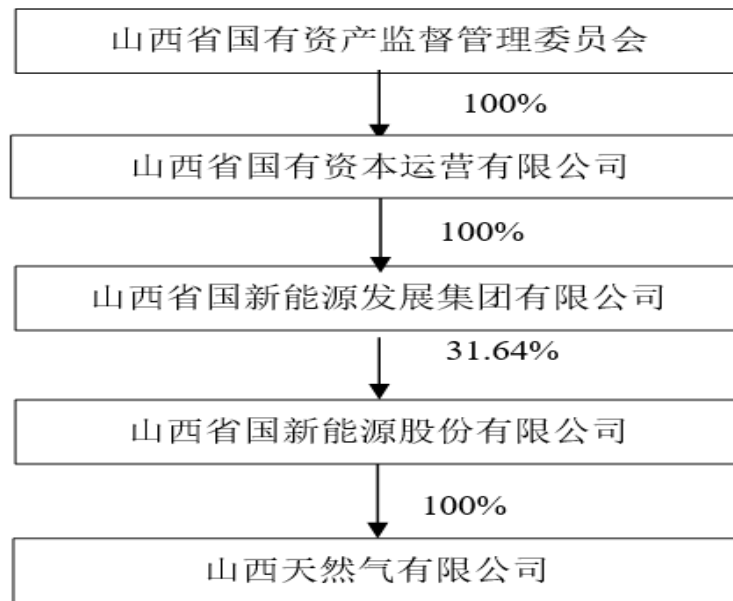 山西省国有资产监督管理委员会
100%
山西省国有资本运营有限公司
100%
山西省国新能源发展集团有限公司
31.64%
山西省国新能源股份有限公司
100%
山西天然气有限公司